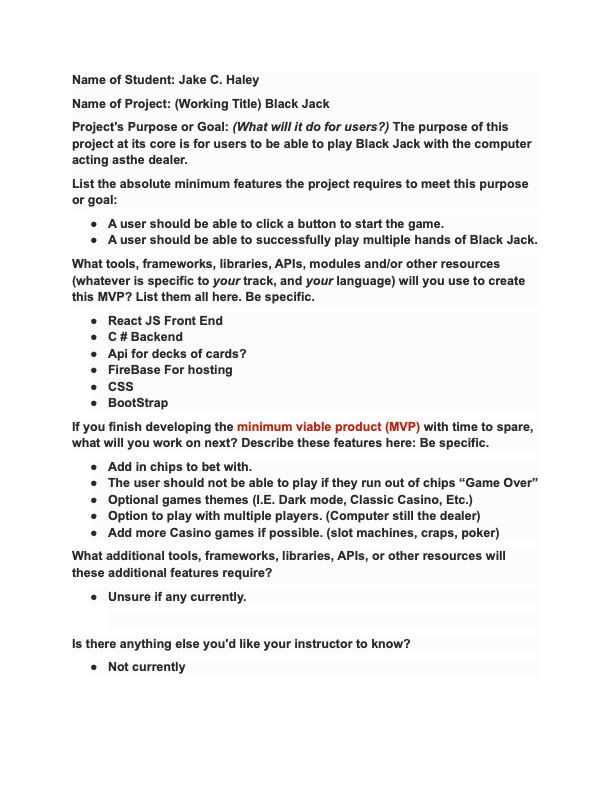 Name of Student: Jake C. Haley
Name of Project: (Working Title) Black Jack
Project's Purpose or Goal: (What will it do for users?) The purpose of this
project at its core is for users to be able to play Black Jack with the computer
acting asthe dealer.
List the absolute minimum features the project requires to meet this purpose
or goal:
● A user should be able to click a button to start the game.
● A user should be able to successfully play multiple hands of Black Jack.
What tools, frameworks, libraries, APIs, modules and/or other resources
(whatever is specific to your track, and your language) will you use to create
this MVP? List them all here. Be specific.
● React JS Front End
● C # Backend
● Api for decks of cards?
● FireBase For hosting
● CSS
● BootStrap
If you finish developing the minimum viable product (MVP) with time to spare,
what will you work on next? Describe these features here: Be specific.
● Add in chips to bet with.
● The user should not be able to play if they run out of chips “Game Over”
● Optional games themes (I.E. Dark mode, Classic Casino, Etc.)
● Option to play with multiple players. (Computer still the dealer)
● Add more Casino games if possible. (slot machines, craps, poker)
What additional tools, frameworks, libraries, APIs, or other resources will
these additional features require?
● Unsure if any currently.
Is there anything else you'd like your instructor to know?
● Not currently